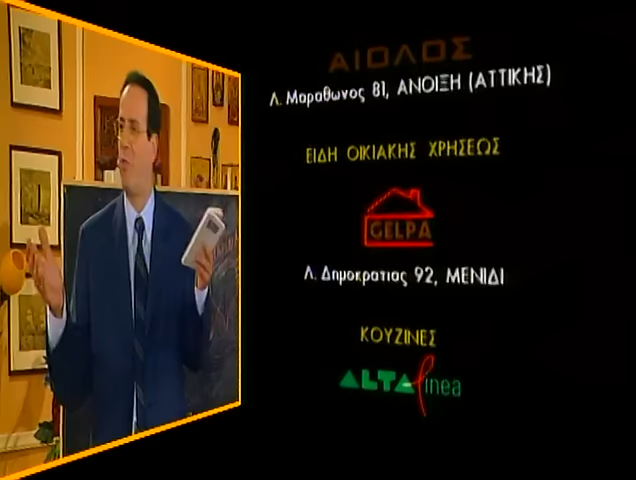 ΑΙΟΛΟΣ
Λ. Μαραθωνος 81, ΑΝΟΙΞΗ (ΑΤΤΙΚΗΣ)
ΕΙΔΗ ΟΙΚΙΑΚΗΣ ΧΡΗΣΕΩΣ
GELPA
Λ. Δημοκρατιας 92, ΜΕΝΙΔΙ
ΚΟΥΖΙΝΕΣ
ALTA linea